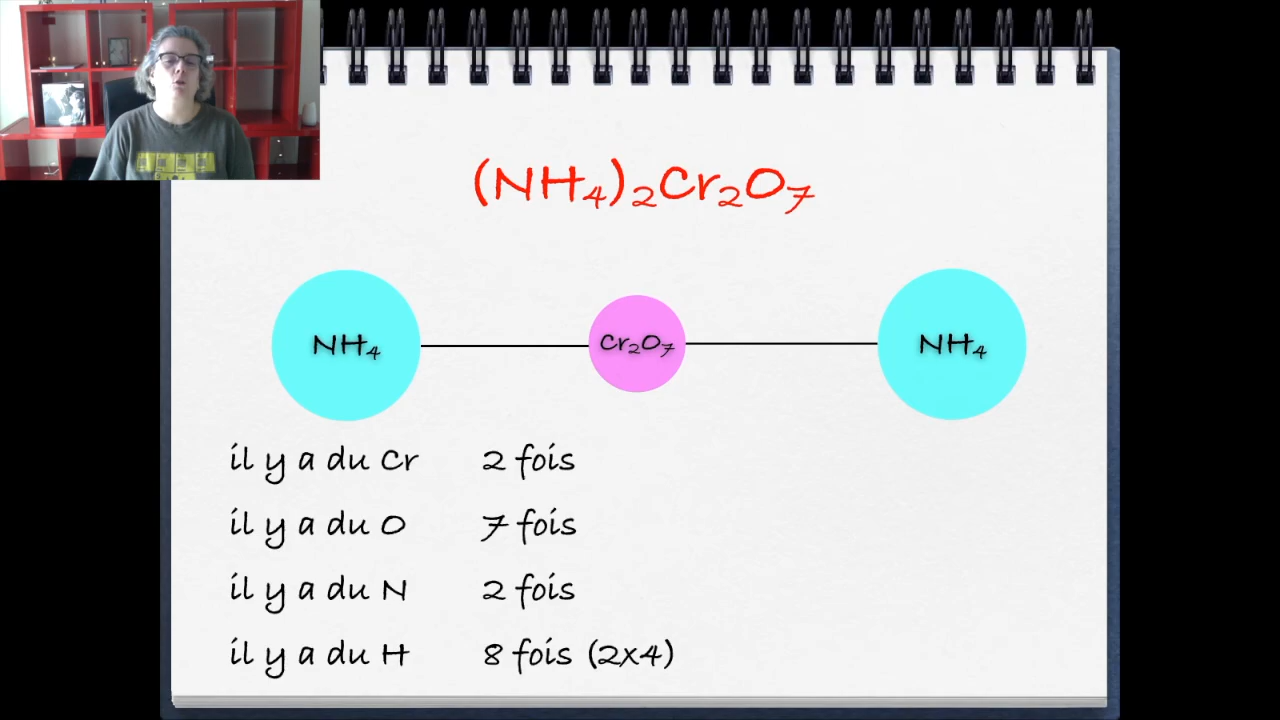 (NH₄)₂Cr₂O₇
NH₄ Cr₂O₇ NH₄
il y a du Cr 2 fois
il y a du O 7 fois
il y a du N 2 fois
il y a du H 8 fois (2x4)